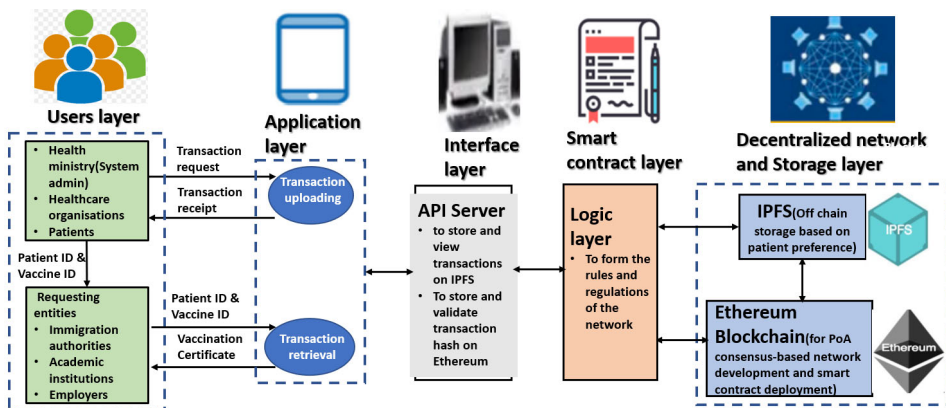 Users layer
Application
layer
Interface
layer
Smart
contract layer
Decentralized network
and Storage layer
• Health
ministry(System
admin)
• Healthcare
organisations
• Patients
Transaction
request
Transaction
receipt
Transaction
uploading
Patient ID &
Vaccine ID
Requesting
entities
• Immigration
authorities
• Academic
institutions
• Employers
Patient ID &
Vaccine ID
Vaccination
Certificate
Transaction
retrieval
API Server
• to store and
view
transactions
on IPFS
• To store and
validate
transaction
hash on
Ethereum
Logic
layer
• To form the
rules and
regulations
of the
network
IPFS(Off chain
storage based on
patient preference)
IPFS
Ethereum
Blockchain(for PoA
consensus-based network
development and smart
contract deployment)
Ethereum